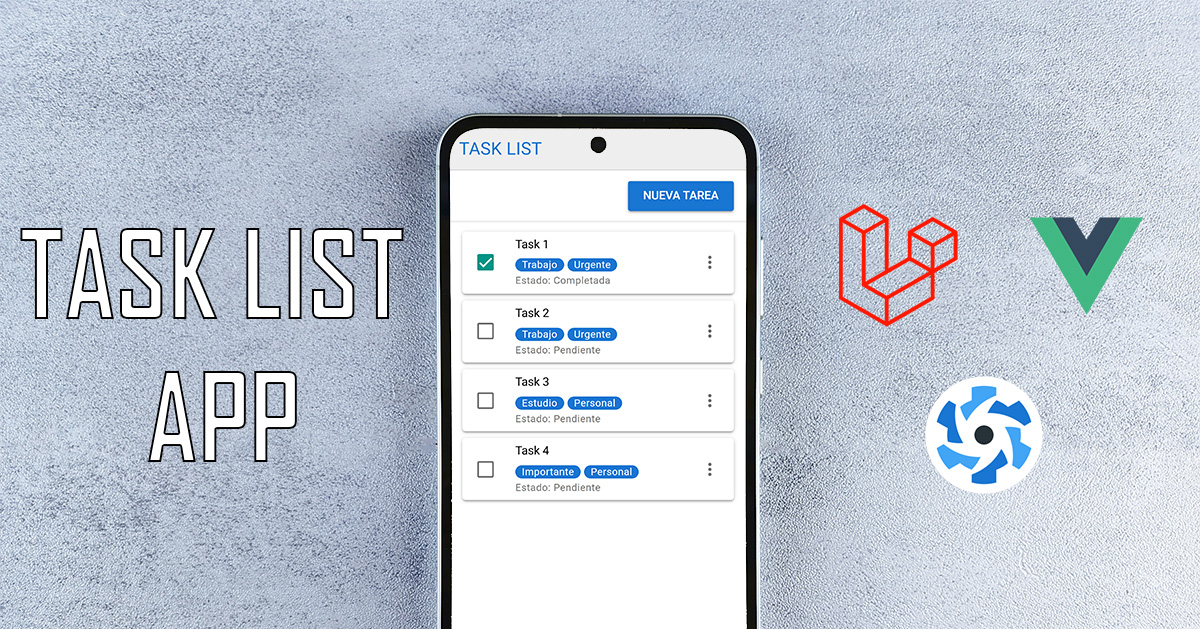 TASK LIST
APP
TASK LIST
NUEVA TAREA
Task 1
Trabajo Urgente
Estado: Completada
Task 2
Trabajo Urgente
Estado: Pendiente
Task 3
Estudio Personal
Estado: Pendiente
Task 4
Importante Personal
Estado: Pendiente